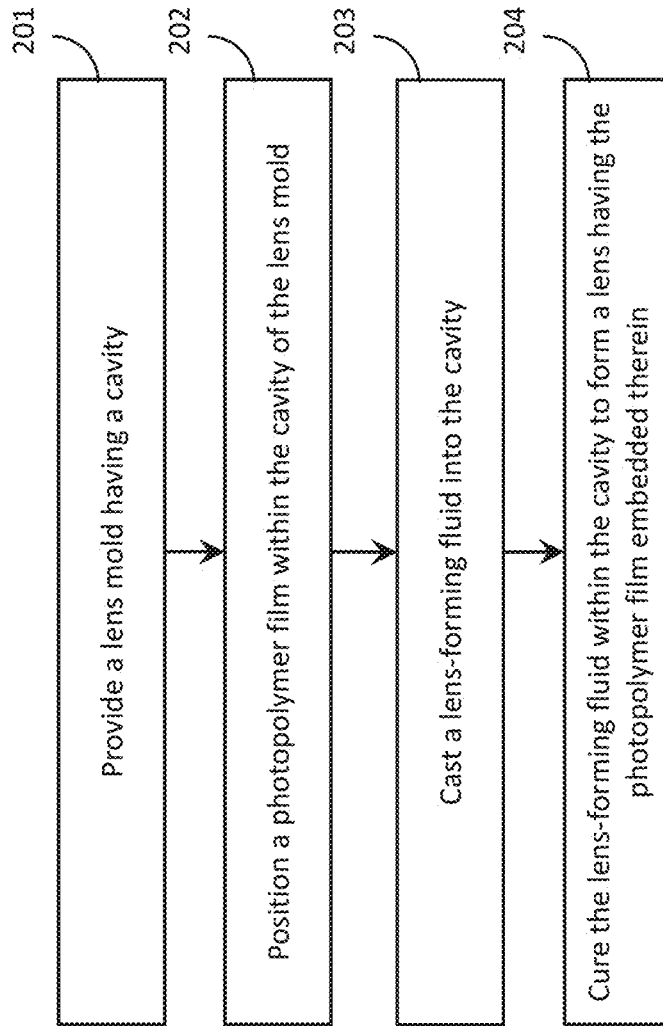 201
Provide a lens mold having a cavity
202
Position a photopolymer film within the cavity of the lens mold
203
Cast a lens-forming fluid into the cavity
204
Cure the lens-forming fluid within the cavity to form a lens having the
photopolymer film embedded therein